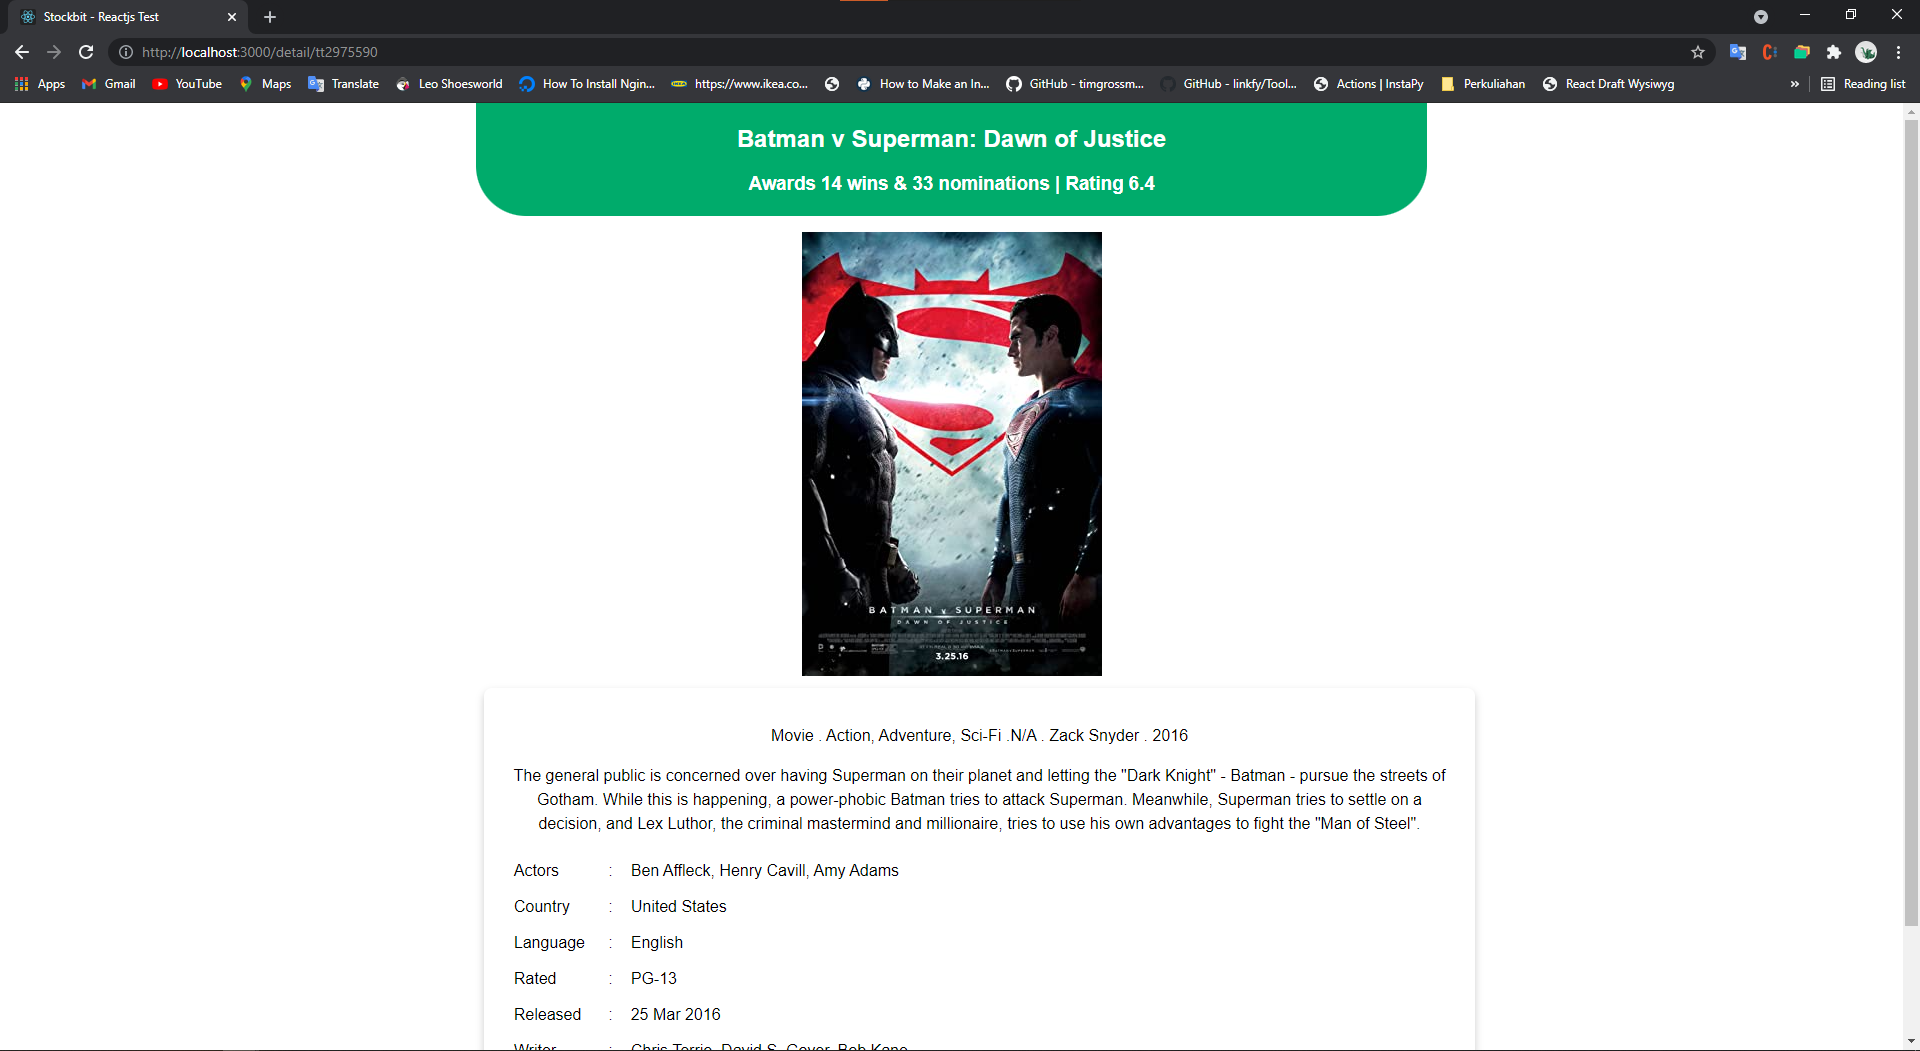 Stockbit - Reactjs Test
http://localhost:3000/detail/tt2975590
Apps Gmail YouTube Maps Translate Leo Shoesworld How To Install Ngin... https://www.ikea.co... How to Make an In... GitHub - timgrossm... GitHub - linkfy/Tool... Actions | InstaPy Perkuliahan React Draft Wysiwyg » Reading list
Batman v Superman: Dawn of Justice
Awards 14 wins & 33 nominations | Rating 6.4
BATMAN v SUPERMAN
DAWN OF JUSTICE
3.25.16
Movie . Action, Adventure, Sci-Fi .N/A . Zack Snyder . 2016
The general public is concerned over having Superman on their planet and letting the "Dark Knight" - Batman - pursue the streets of
Gotham. While this is happening, a power-phobic Batman tries to attack Superman. Meanwhile, Superman tries to settle on a
decision, and Lex Luthor, the criminal mastermind and millionaire, tries to use his own advantages to fight the "Man of Steel".
Actors : Ben Affleck, Henry Cavill, Amy Adams
Country : United States
Language : English
Rated : PG-13
Released : 25 Mar 2016
Writer : Chris Terrio, David S. Goyer, Bob Kane